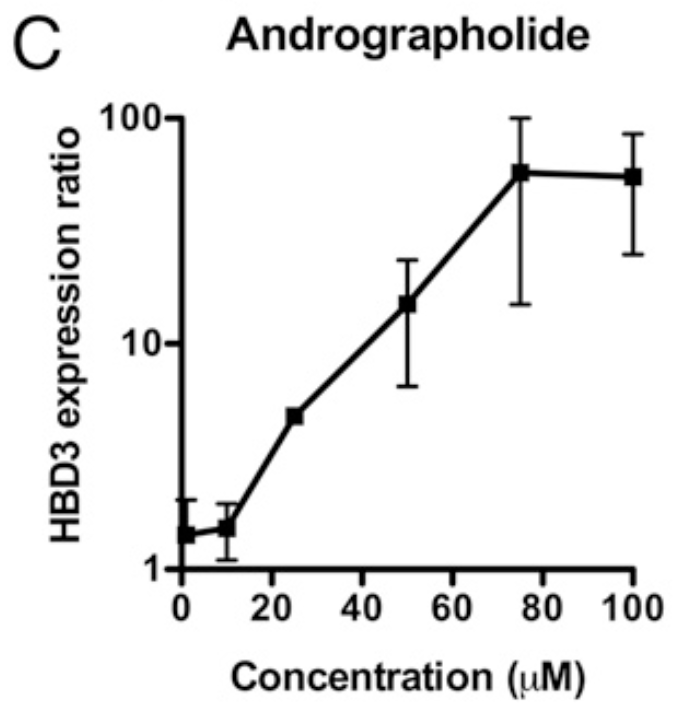 C
Andrographolide
HBD3 expression ratio
100
10
1
0 20 40 60 80 100
Concentration (μM)